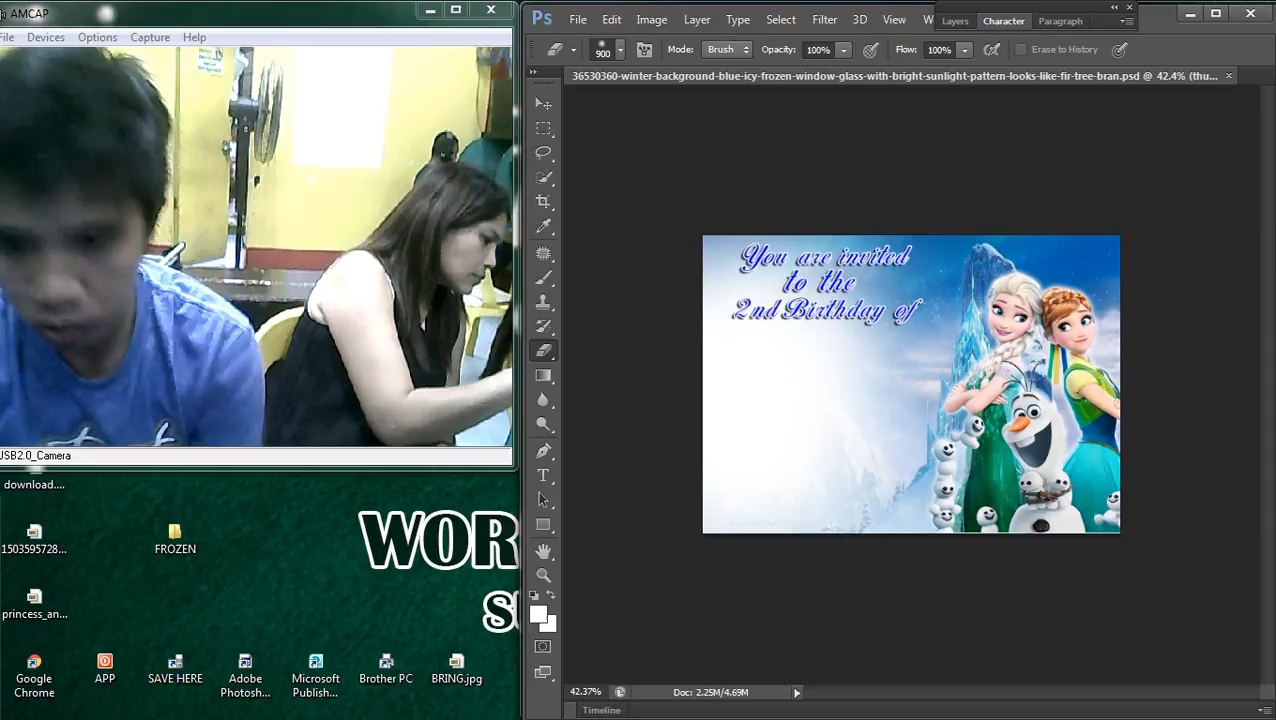 AMCAP
File Devices Options Capture Help
USB2.0_Camera
download....
1503595728...
FROZEN
princess_an...
WOR
Google Chrome
APP
SAVE HERE
Adobe Photosh...
Microsoft Publish...
Brother PC
BRING.jpg
Ps File Edit Image Layer Type Select Filter 3D View W
Layers Character Paragraph
900 Mode: Brush Opacity: 100% Flow: 100% Erase to History
36530360-winter-background-blue-icy-frozen-window-glass-with-bright-sunlight-pattern-looks-like-fir-tree-bran.psd @ 42.4% (thu...
You are invited
to the
2nd Birthday of
42.37% Doc: 2.25M/4.69M
Timeline